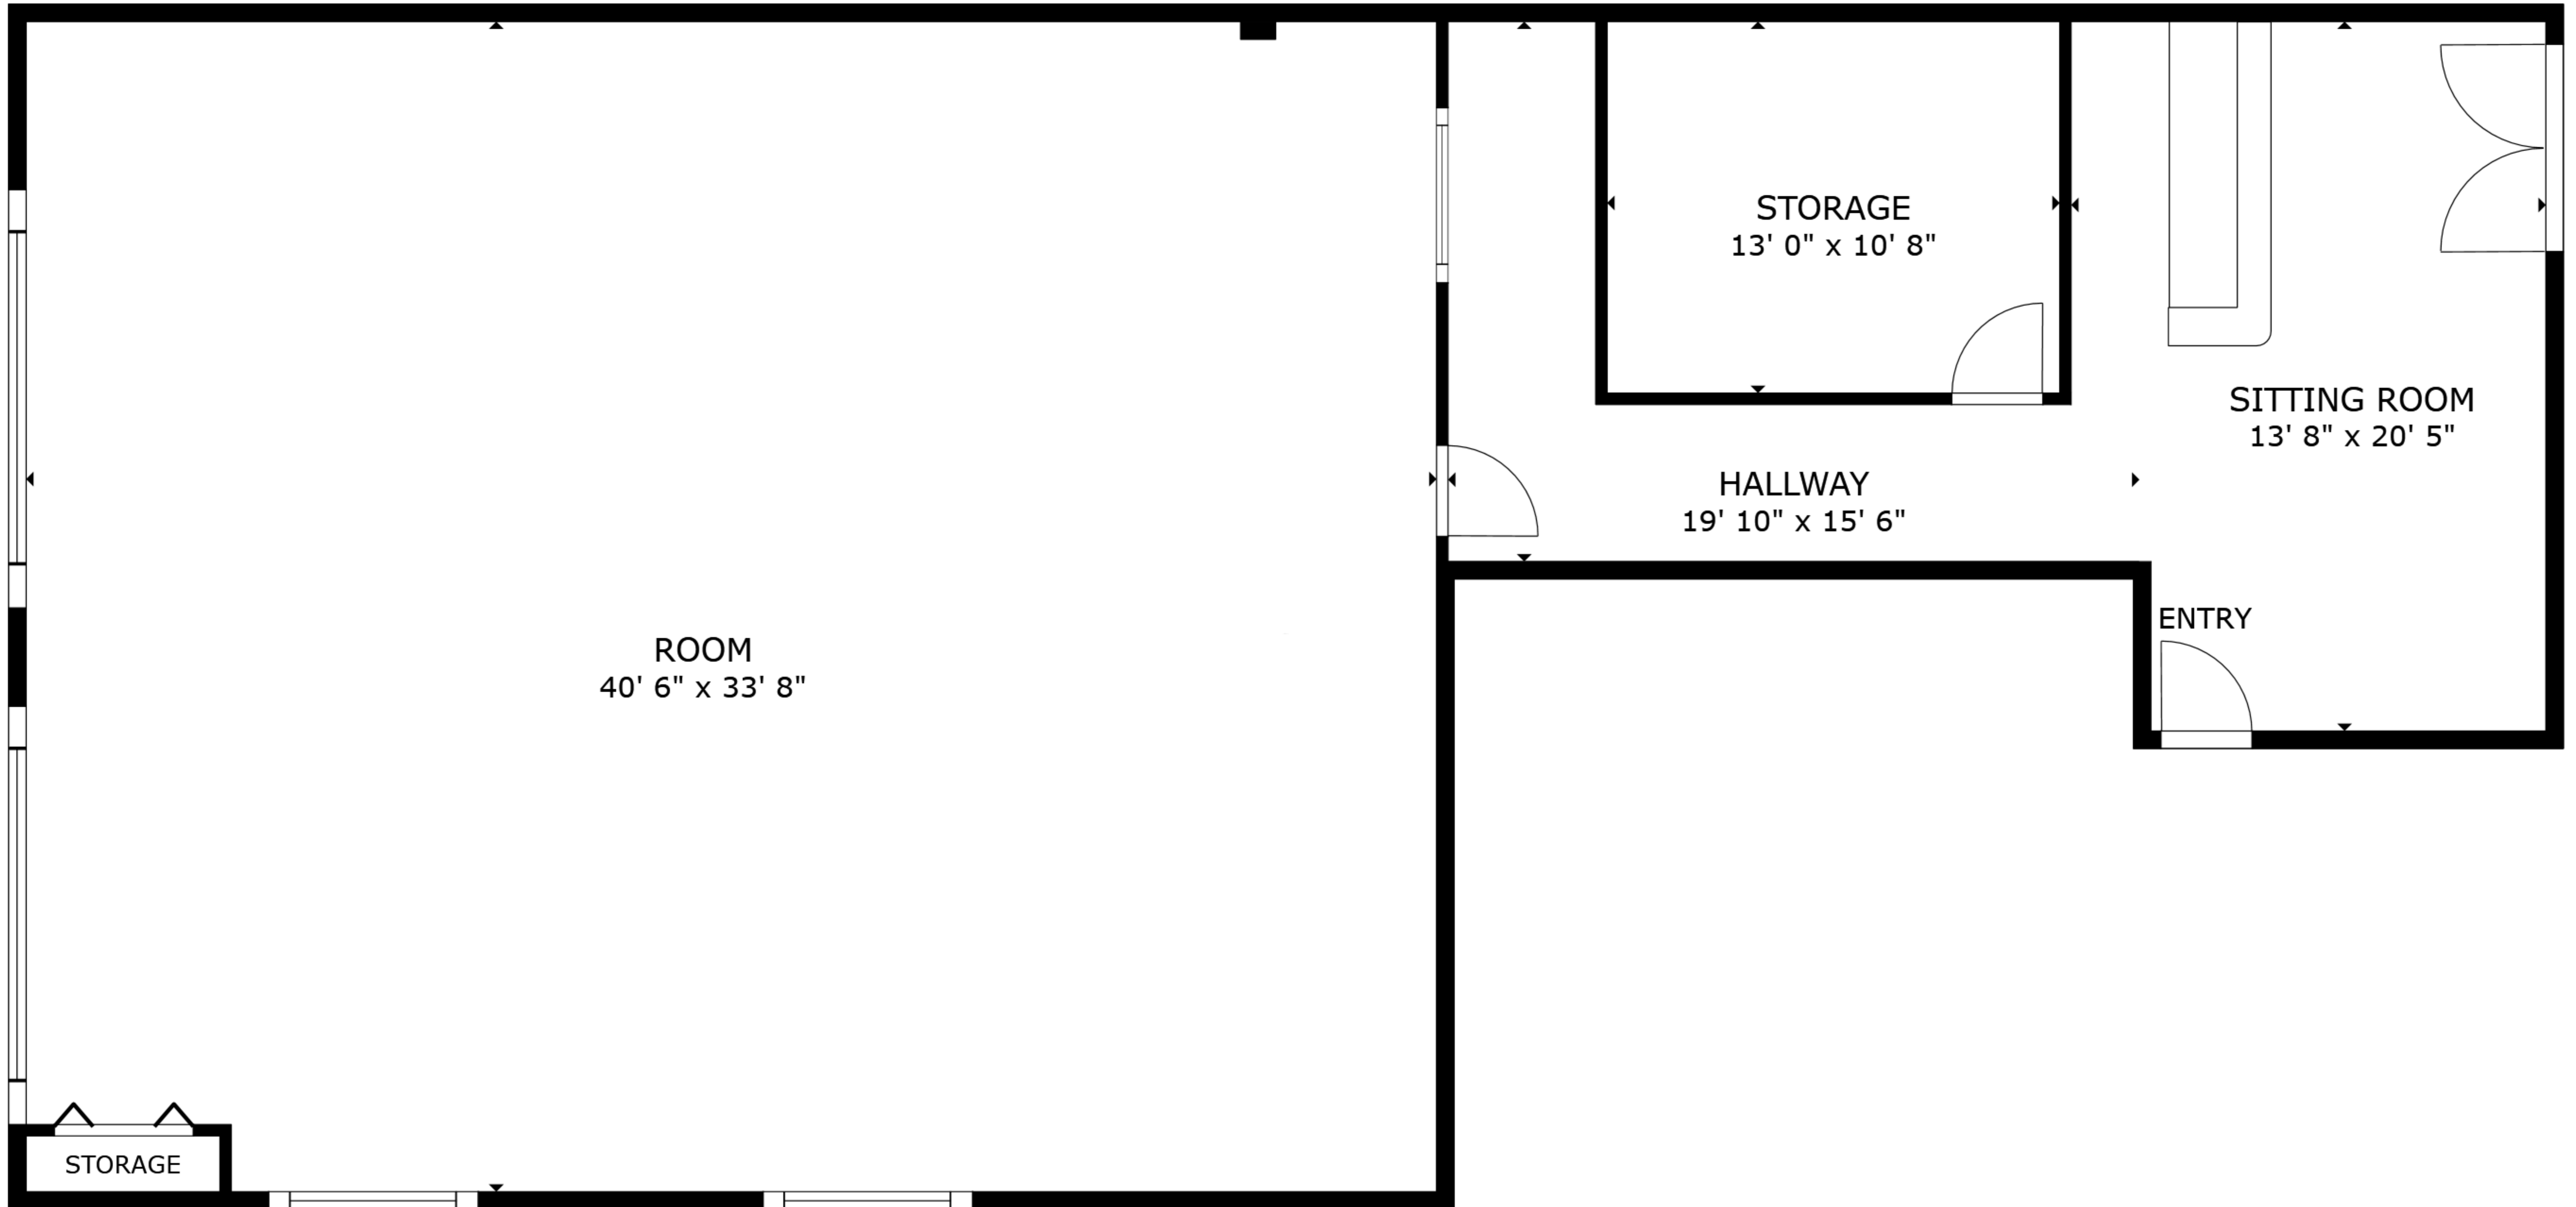 STORAGE
13' 0" x 10' 8"
SITTING ROOM
13' 8" x 20' 5"
HALLWAY
19' 10" x 15' 6"
ENTRY
ROOM
40' 6" x 33' 8"
STORAGE